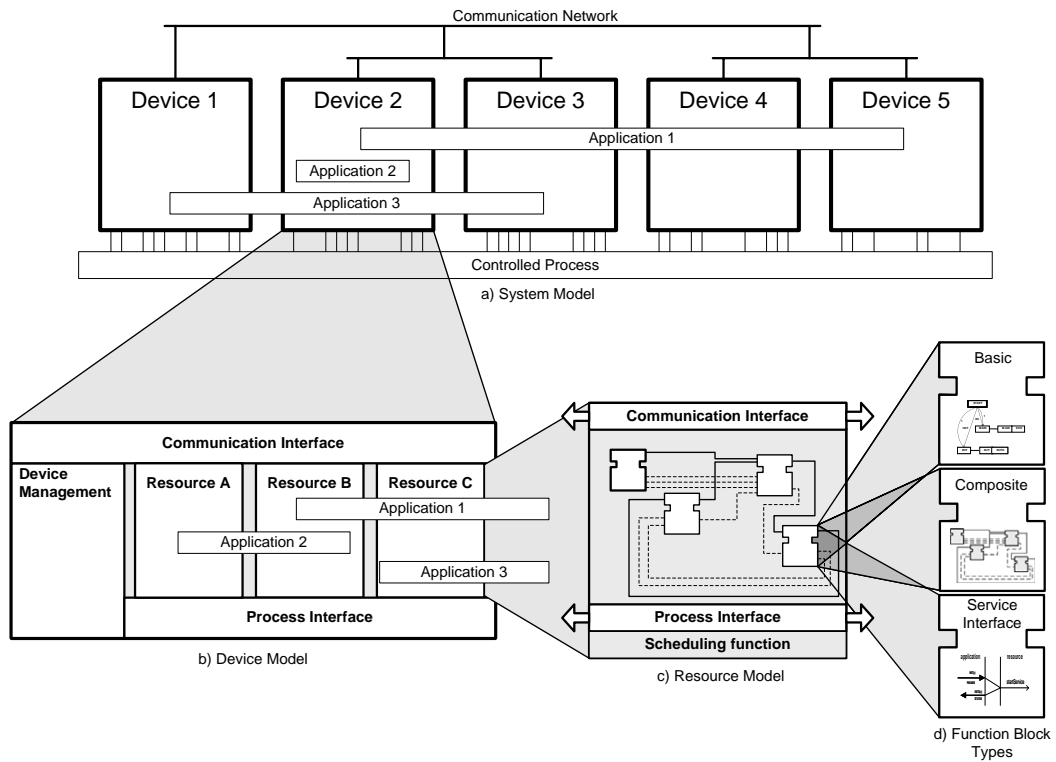 Communication Network
Device 1
Device 2
Device 3
Device 4
Device 5
Application 1
Application 2
Application 3
Controlled Process
a) System Model
Communication Interface
Device
Management
Resource A
Resource B
Resource C
Application 1
Application 2
Application 3
Process Interface
b) Device Model
Communication Interface
Process Interface
Scheduling function
c) Resource Model
Basic
Composite
Service
Interface
application
resource
startService
d) Function Block
Types